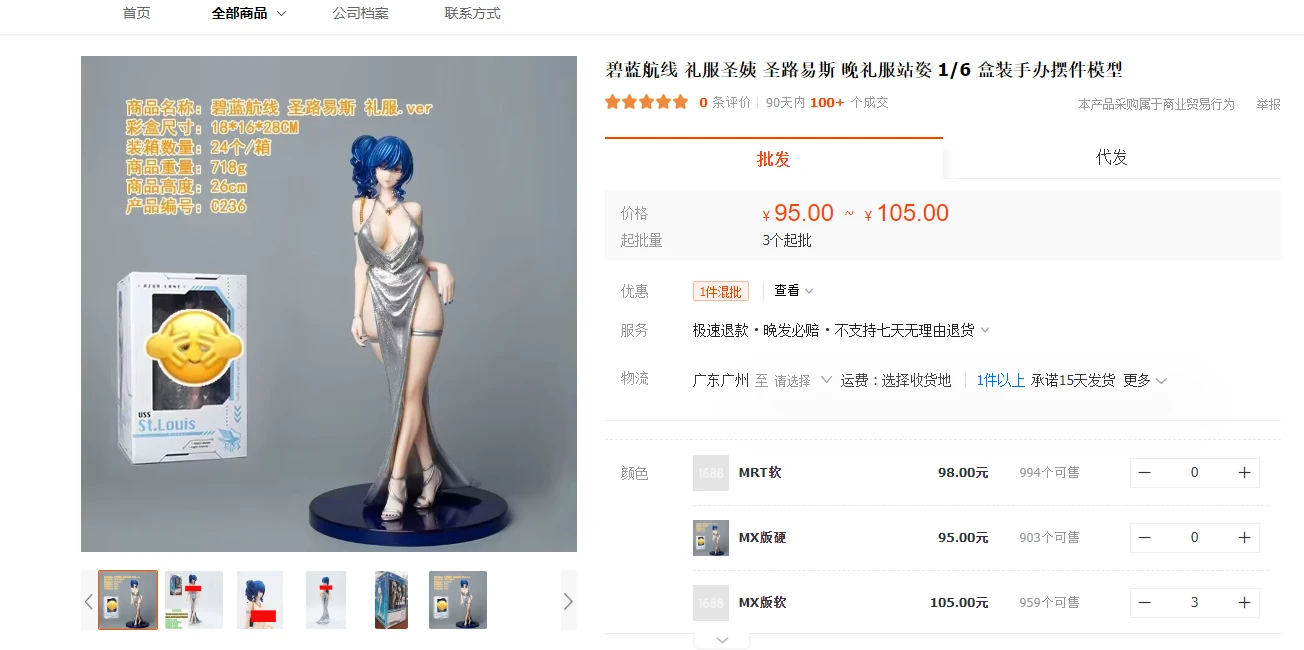 首页 全部商品 公司档案 联系方式
商品名称：碧蓝航线 圣路易斯 礼服.ver
彩盒尺寸：18*16*28CM
装箱数量：24个/箱
商品重量：718g
商品高度：26cm
产品编号：C236
AZUR LANE
USS
St.Louis
碧蓝航线 礼服圣姨 圣路易斯 晚礼服站姿 1/6 盒装手办摆件模型
0 条评价 90天内 100+ 个成交 本产品采购属于商业贸易行为 举报
批发 代发
价格 ¥ 95.00 ~ ¥ 105.00
起批量 3个起批
优惠 1件混批 查看
服务 极速退款·晚发必赔·不支持七天无理由退货
物流 广东广州 至 请选择 运费：选择收货地 1件以上 承诺15天发货 更多
颜色 1688 MRT软 98.00元 994个可售 — 0 +
MX版硬 95.00元 903个可售 — 0 +
1688 MX版软 105.00元 959个可售 — 3 +